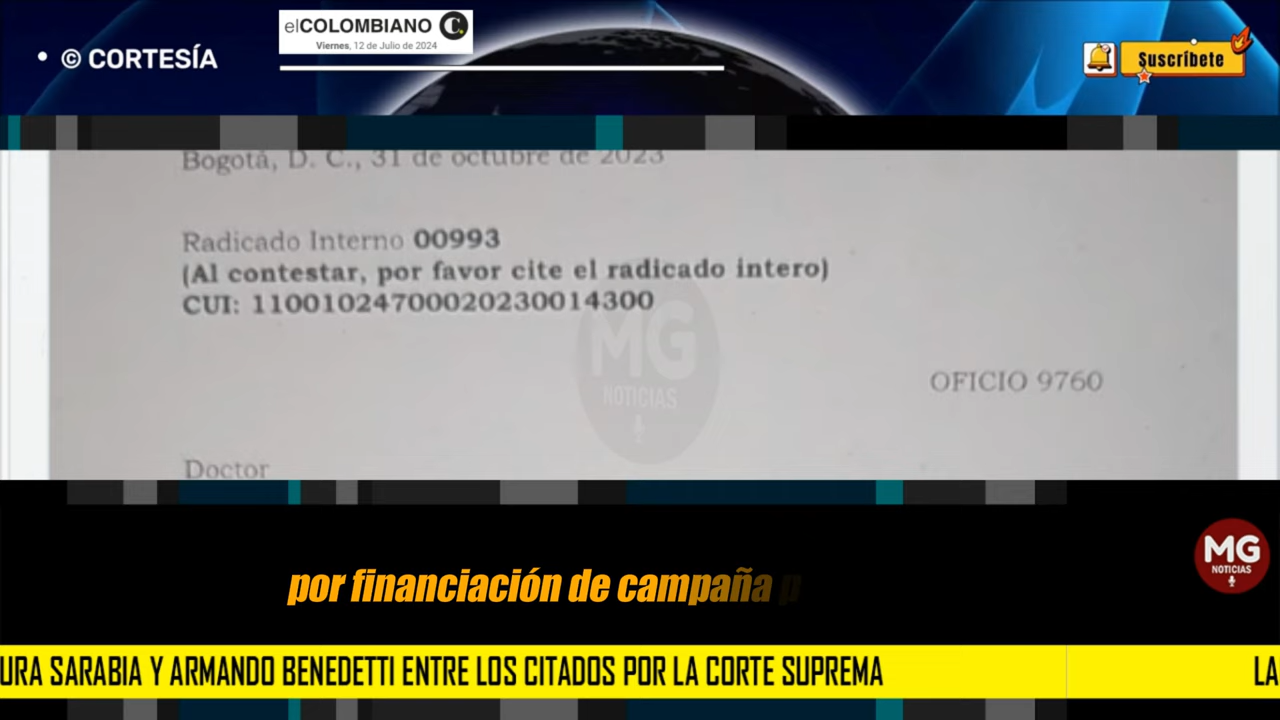 • © CORTESÍA
elCOLOMBIANO C.
Viernes, 12 de Julio de 2024
Suscríbete
Bogotá, D. C., 31 de octubre de 2023
Radicado Interno 00993
(Al contestar, por favor cite el radicado intero)
CUI: 11001024700020230014300
MG
NOTICIAS
OFICIO 9760
Doctor
por financiación de campaña p
MG
NOTICIAS
URA SARABIA Y ARMANDO BENEDETTI ENTRE LOS CITADOS POR LA CORTE SUPREMA
LA